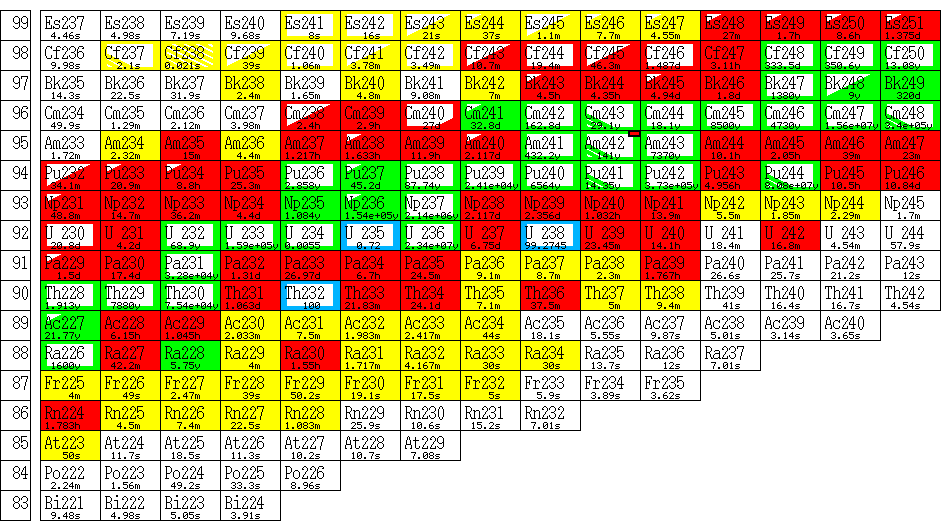 99 Es237 Es238 Es239 Es240 Es241 Es242 Es243 Es244 Es245 Es246 Es247 Es248 Es249 Es250 Es251
4.46s 4.98s 7.19s 9.68s 8s 16s 21s 37s 1.1m 7.7m 4.55m 27m 1.7h 8.6h 1.375d
98 Cf236 Cf237 Cf238 Cf239 Cf240 Cf241 Cf242 Cf243 Cf244 Cf245 Cf246 Cf247 Cf248 Cf249 Cf250
9.98s 2.1s 0.021s 39s 1.06m 3.78m 3.49m 10.7m 19.4m 1.487d 3.11h 333.5d 350.6y 13.08y
97 Bk235 Bk236 Bk237 Bk238 Bk239 Bk240 Bk241 Bk242 Bk243 Bk244 Bk245 Bk246 Bk247 Bk248 Bk249
14.3s 22.5s 31.9s 2.4m 1.65m 4.8m 9.08m 7m 4.5h 4.35h 4.94d 1.8d 1380y 9y 320d
96 Cm234 Cm235 Cm236 Cm237 Cm238 Cm239 Cm240 Cm241 Cm242 Cm243 Cm244 Cm245 Cm246 Cm247 Cm248
49.9s 1.29m 2.12m 3.98m 2.4h 2.9h 27d 32.8d 162.8d 29.1y 18.1y 8500y 4730y 1.56e+07y 3.4e+05y
95 Am233 Am234 Am235 Am236 Am237 Am238 Am239 Am240 Am241 Am242 Am243 Am244 Am245 Am246 Am247
1.72m 2.32m 15m 4.4m 1.217h 1.633h 11.9h 2.117d 432.2y 141y 7370y 10.1h 2.05h 39m 23m
94 Pu232 Pu233 Pu234 Pu235 Pu236 Pu237 Pu238 Pu239 Pu240 Pu241 Pu242 Pu243 Pu244 Pu245 Pu246
34.1m 20.9m 8.8h 25.3m 2.858y 45.2d 87.74y 2.41e+04y 6564y 14.35y 3.73e+05y 4.956h 8.08e+07y 10.5h 10.84d
93 Np231 Np232 Np233 Np234 Np235 Np236 Np237 Np238 Np239 Np240 Np241 Np242 Np243 Np244 Np245
48.8m 14.7m 36.2m 4.4d 1.084y 1.54e+05y 2.14e+06y 2.117d 2.356d 1.032h 13.9m 5.5m 1.85m 2.29m 1.7m
92 U 230 U 231 U 232 U 233 U 234 U 235 U 236 U 237 U 238 U 239 U 240 U 241 U 242 U 243 U 244
20.8d 4.2d 68.9y 1.59e+05y 0.0055 0.72 2.34e+07y 6.75d 99.2745 23.45m 14.1h 18.4m 16.8m 4.54m 57.9s
91 Pa229 Pa230 Pa231 Pa232 Pa233 Pa234 Pa235 Pa236 Pa237 Pa238 Pa239 Pa240 Pa241 Pa242 Pa243
1.5d 17.4d 3.28e+04y 1.31d 26.97d 6.7h 24.5m 9.1m 8.7m 2.3m 1.767h 26.6s 25.7s 21.2s 12s
90 Th228 Th229 Th230 Th231 Th232 Th233 Th234 Th235 Th236 Th237 Th238 Th239 Th240 Th241 Th242
1.913y 7880y 7.54e+04y 1.063d 100 21.83m 24.1d 7.1m 37.5m 5m 9.4m 41s 16.4s 16.7s 4.54s
89 Ac227 Ac228 Ac229 Ac230 Ac231 Ac232 Ac233 Ac234 Ac235 Ac236 Ac237 Ac238 Ac239 Ac240
21.77y 6.15h 1.045h 2.033m 7.5m 1.983m 2.417m 44s 18.1s 5.55s 9.87s 5.01s 3.14s 3.65s
88 Ra226 Ra227 Ra228 Ra229 Ra230 Ra231 Ra232 Ra233 Ra234 Ra235 Ra236 Ra237
1600y 42.2m 5.75y 4m 1.55h 1.717m 4.167m 30s 30s 13.7s 12s 7.01s
87 Fr225 Fr226 Fr227 Fr228 Fr229 Fr230 Fr231 Fr232 Fr233 Fr234 Fr235
4m 49s 2.47m 39s 50.2s 19.1s 17.5s 5s 5.9s 3.89s 3.62s
86 Rn224 Rn225 Rn226 Rn227 Rn228 Rn229 Rn230 Rn231 Rn232
1.733h 4.5m 7.4m 22.5s 1.083m 25.9s 10.6s 15.2s 7.01s
85 At223 At224 At225 At226 At227 At228 At229
50s 11.7s 18.5s 11.3s 10.2s 10.7s 7.08s
84 Po222 Po223 Po224 Po225 Po226
2.24m 1.56m 49.2s 33.3s 8.96s
83 Bi221 Bi222 Bi223 Bi224
9.48s 4.98s 5.05s 3.91s